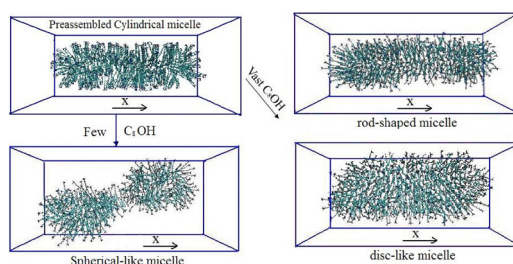 Preassembled Cylindrical micelle
X
Few C₈OH
Vast C₈OH
X
rod-shaped micelle
X
Spherical-like micelle
X
disc-like micelle